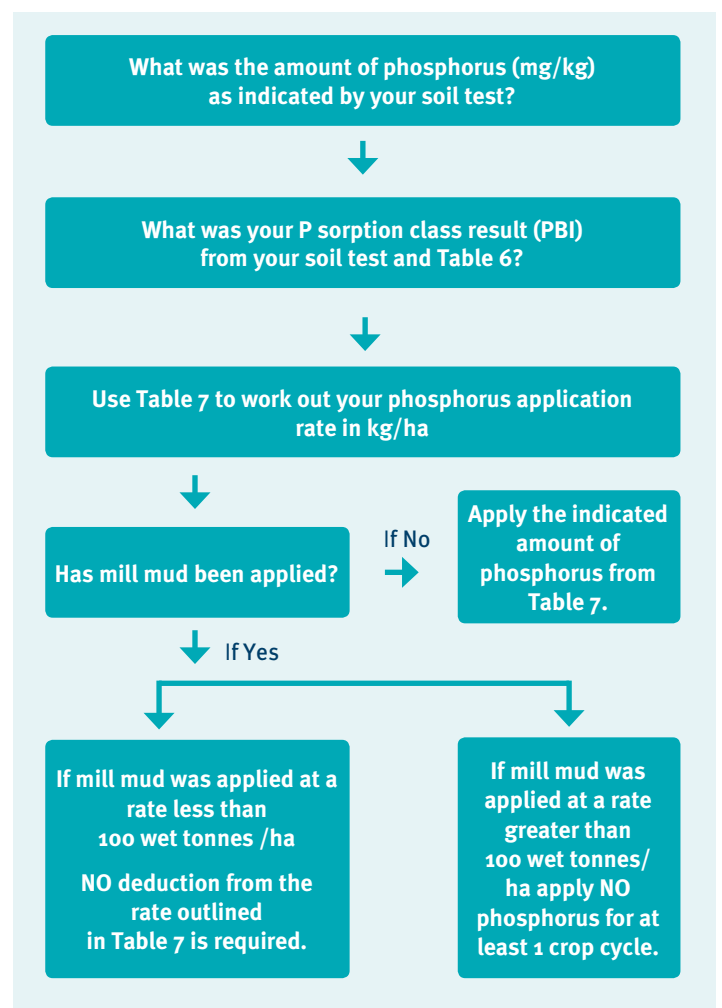 What was the amount of phosphorus (mg/kg)
as indicated by your soil test?
What was your P sorption class result (PBI)
from your soil test and Table 6?
Use Table 7 to work out your phosphorus application
rate in kg/ha
Has mill mud been applied?
If No
Apply the indicated
amount of
phosphorus from
Table 7.
If Yes
If mill mud was applied at a
rate less than
100 wet tonnes /ha
NO deduction from the
rate outlined
in Table 7 is required.
If mill mud was
applied at a rate
greater than
100 wet tonnes/
ha apply NO
phosphorus for at
least 1 crop cycle.